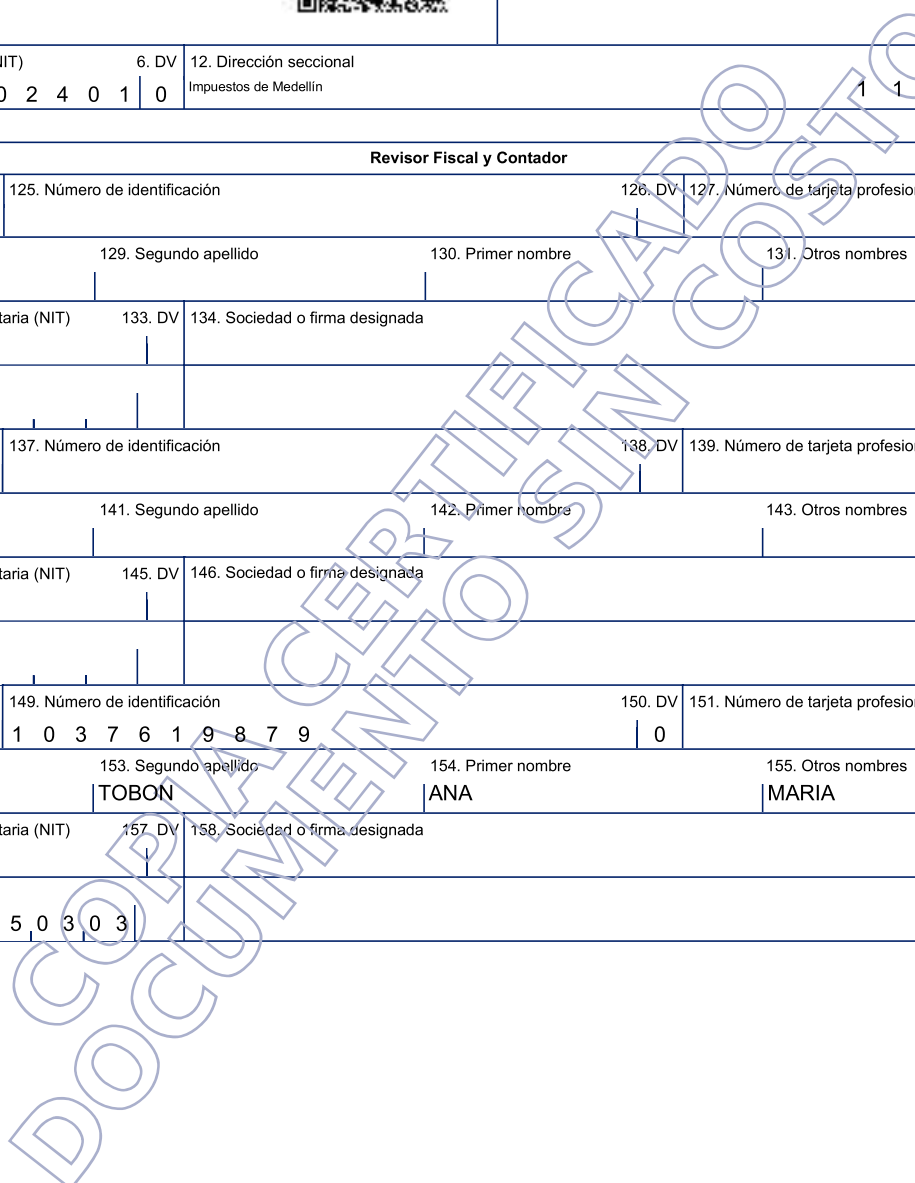 NIT) 6. DV 12. Dirección seccional
0 2 4 0 1 0 Impuestos de Medellín 1 1
Revisor Fiscal y Contador
125. Número de identificación 126. DV 127. Número de tarjeta profesio
129. Segundo apellido 130. Primer nombre 131. Otros nombres
taria (NIT) 133. DV 134. Sociedad o firma designada
137. Número de identificación 138. DV 139. Número de tarjeta profesio
141. Segundo apellido 142. Primer nombre 143. Otros nombres
taria (NIT) 145. DV 146. Sociedad o firma designada
149. Número de identificación 150. DV 151. Número de tarjeta profesio
1 0 3 7 6 1 9 8 7 9 0
153. Segundo apellido 154. Primer nombre 155. Otros nombres
TOBON ANA MARIA
taria (NIT) 157. DV 158. Sociedad o firma designada
5 0 3 0 3
COPIA CERTIFICADO
DOCUMENTO SIN COSTO